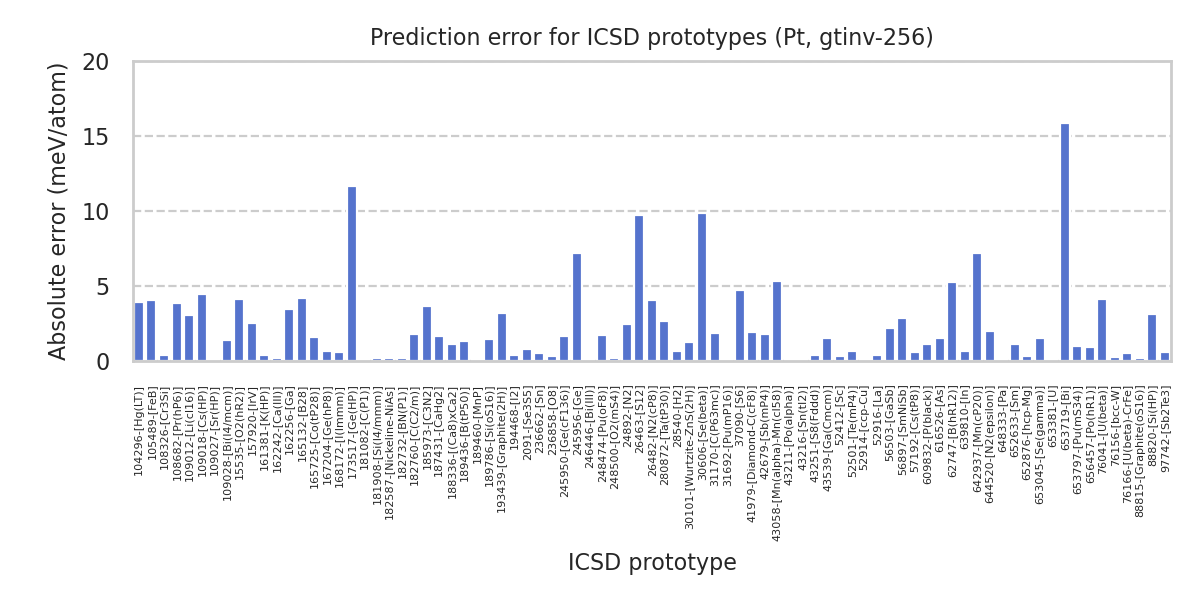 Prediction error for ICSD prototypes (Pt, gtinv-256)
Absolute error (meV/atom)
20
15
10
5
0
104296-[Hg(LT)]
105489-[FeB]
108326-[Cr3Si]
108682-[Pr(hP6)]
109012-[Li(cI16)]
109018-[Cs(HP)]
109027-[Sr(HP)]
109028-[Bi(I4/mcm)]
15535-[O2(hR2)]
157920-[IrV]
161381-[K(HP)]
162242-[Ca(III)]
162256-[Ga]
165132-[B28]
165725-[Co(tP28)]
167204-[Ge(hP8)]
168172-[I(Immm)]
173517-[Ge(HP)]
181082-[C(P1)]
181908-[Si(I4/mmm)]
182587-[Nickeline-NiAs]
182732-[BN(P1)]
182760-[C(C2/m)]
185973-[C3N2]
187431-[CaHg2]
188336-[(Ca8)xCa2]
189436-[B(tP50)]
189460-[MnP]
189786-[Si(oS16)]
193439-[Graphite(2H)]
194468-[I2]
2091-[Se3S5]
236662-[Sn]
236858-[O8]
245950-[Ge(cF136)]
245956-[Ge]
246446-[Bi(III)]
248474-[Pu(cF8)]
248500-[O2(mS4)]
24892-[N2]
26463-[S12]
26482-[N2(cP8)]
280872-[Ta(tP30)]
28540-[H2]
30101-[Wurtzite-ZnS(2H)]
30606-[Se(beta)]
31170-[C(P63mc)]
31692-[Pu(mP16)]
37090-[S6]
41979-[Diamond-C(cF8)]
42679-[Sb(mP4)]
43058-[Mn(alpha)-Mn(cI58)]
43211-[Po(alpha)]
43216-[Sn(tI2)]
43251-[S8(Fddd)]
43539-[Ga(Cmcm)]
52412-[Sc]
52501-[Te(mP4)]
52914-[ccp-Cu]
52916-[La]
56503-[GaSb]
56897-[SmNiSb]
57192-[Cs(tP8)]
609832-[P(black)]
616526-[As]
62747-[B(hR12)]
639810-[In]
642937-[Mn(cP20)]
644520-[N2(epsilon)]
648333-[Pa]
652633-[Sm]
652876-[hcp-Mg]
653045-[Se(gamma)]
653381-[U]
653719-[Bi]
653797-[Pu(mS34)]
656457-[Po(hR1)]
76041-[U(beta)]
76156-[bcc-W]
76166-[U(beta)-CrFe]
88815-[Graphite(oS16)]
88820-[Si(HP)]
97742-[Sb2Te3]
ICSD prototype